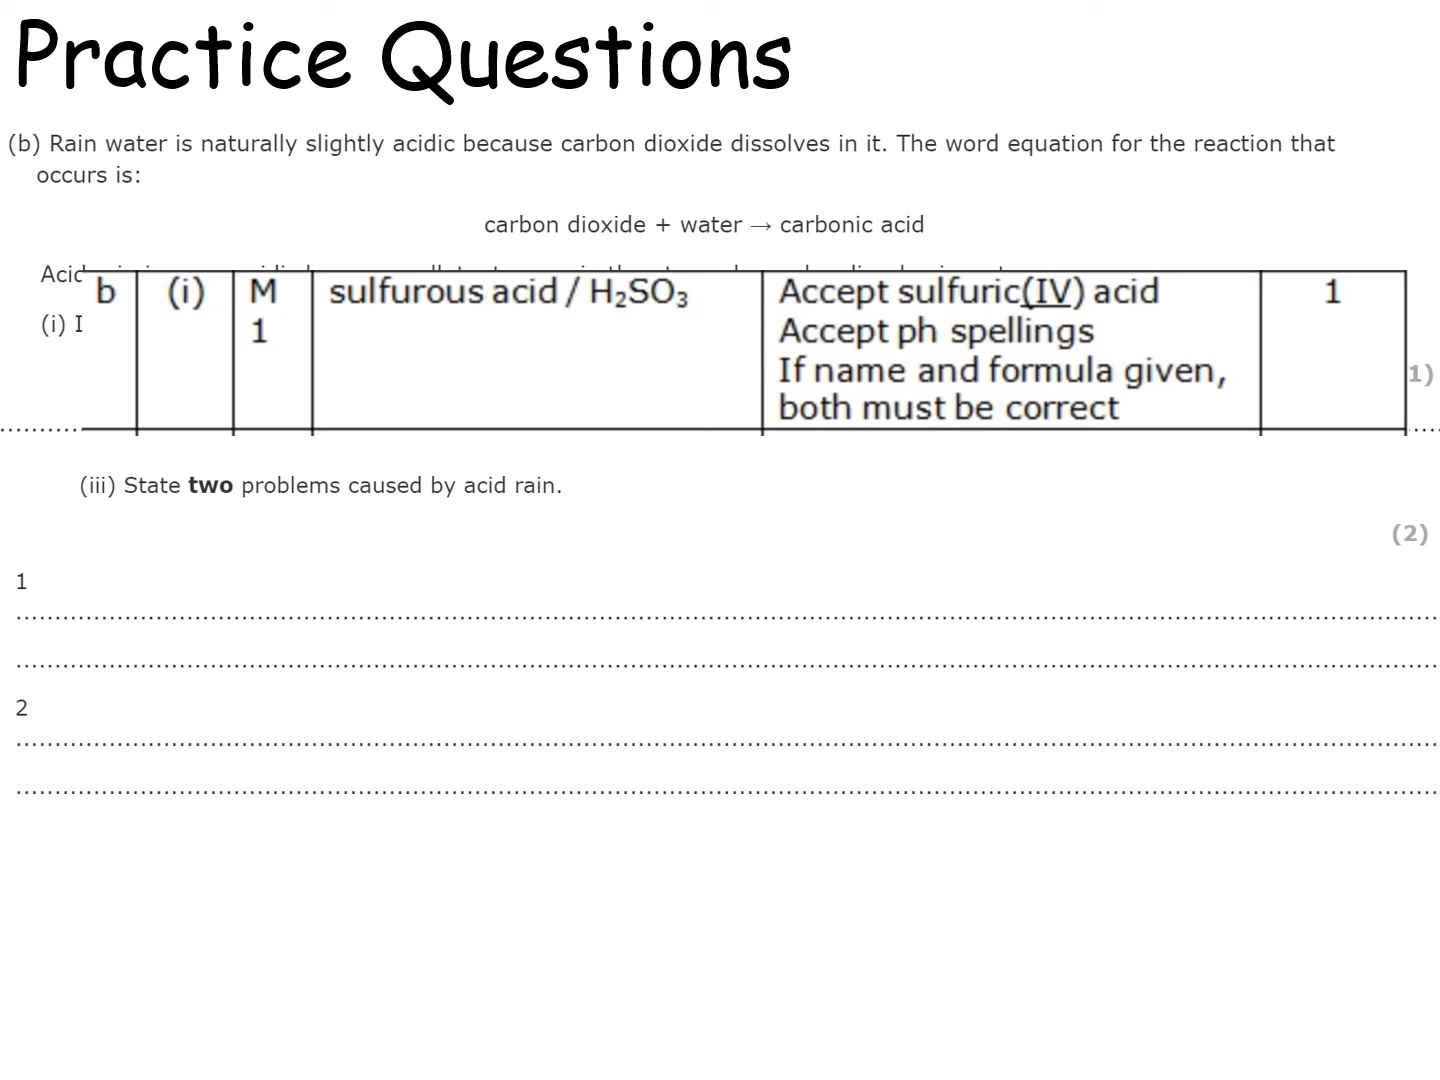 Practice Questions
(b) Rain water is naturally slightly acidic because carbon dioxide dissolves in it. The word equation for the reaction that
occurs is:
carbon dioxide + water → carbonic acid
Acid
b (i) M sulfurous acid / H₂SO₃ Accept sulfuric(IV) acid 1
(i) I 1 Accept ph spellings
If name and formula given, 1)
both must be correct
(iii) State two problems caused by acid rain.
(2)
1
2